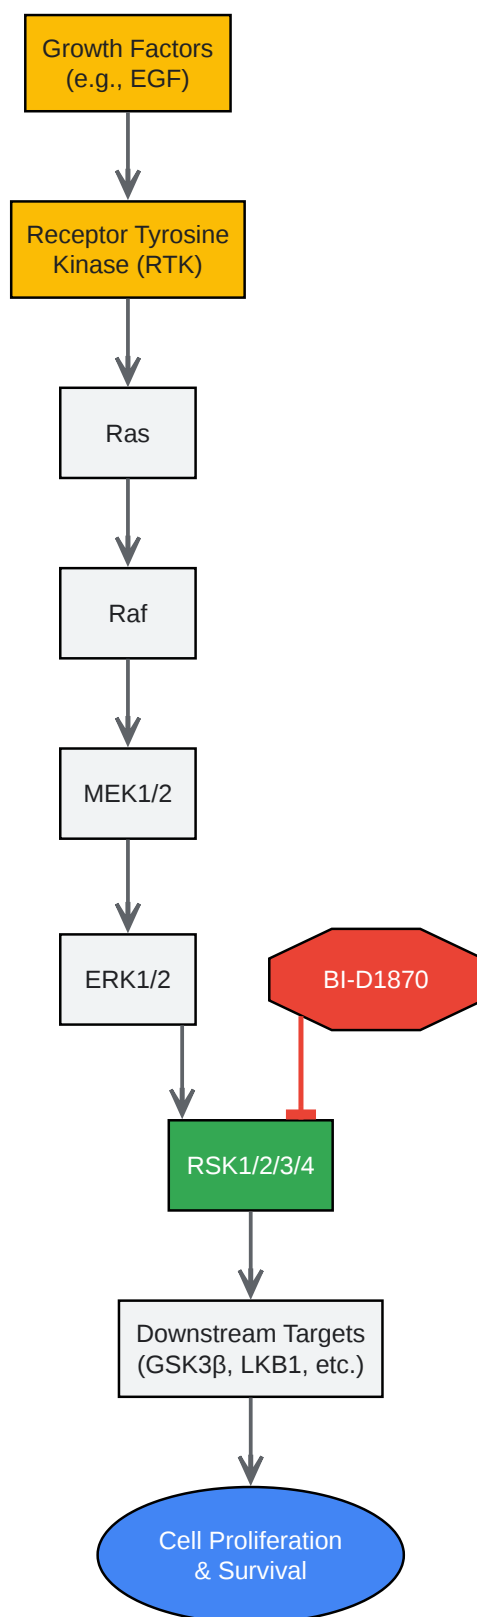 Growth Factors
(e.g., EGF)
Receptor Tyrosine
Kinase (RTK)
Ras
Raf
MEK1/2
ERK1/2
BI-D1870
RSK1/2/3/4
Downstream Targets
(GSK3β, LKB1, etc.)
Cell Proliferation
& Survival